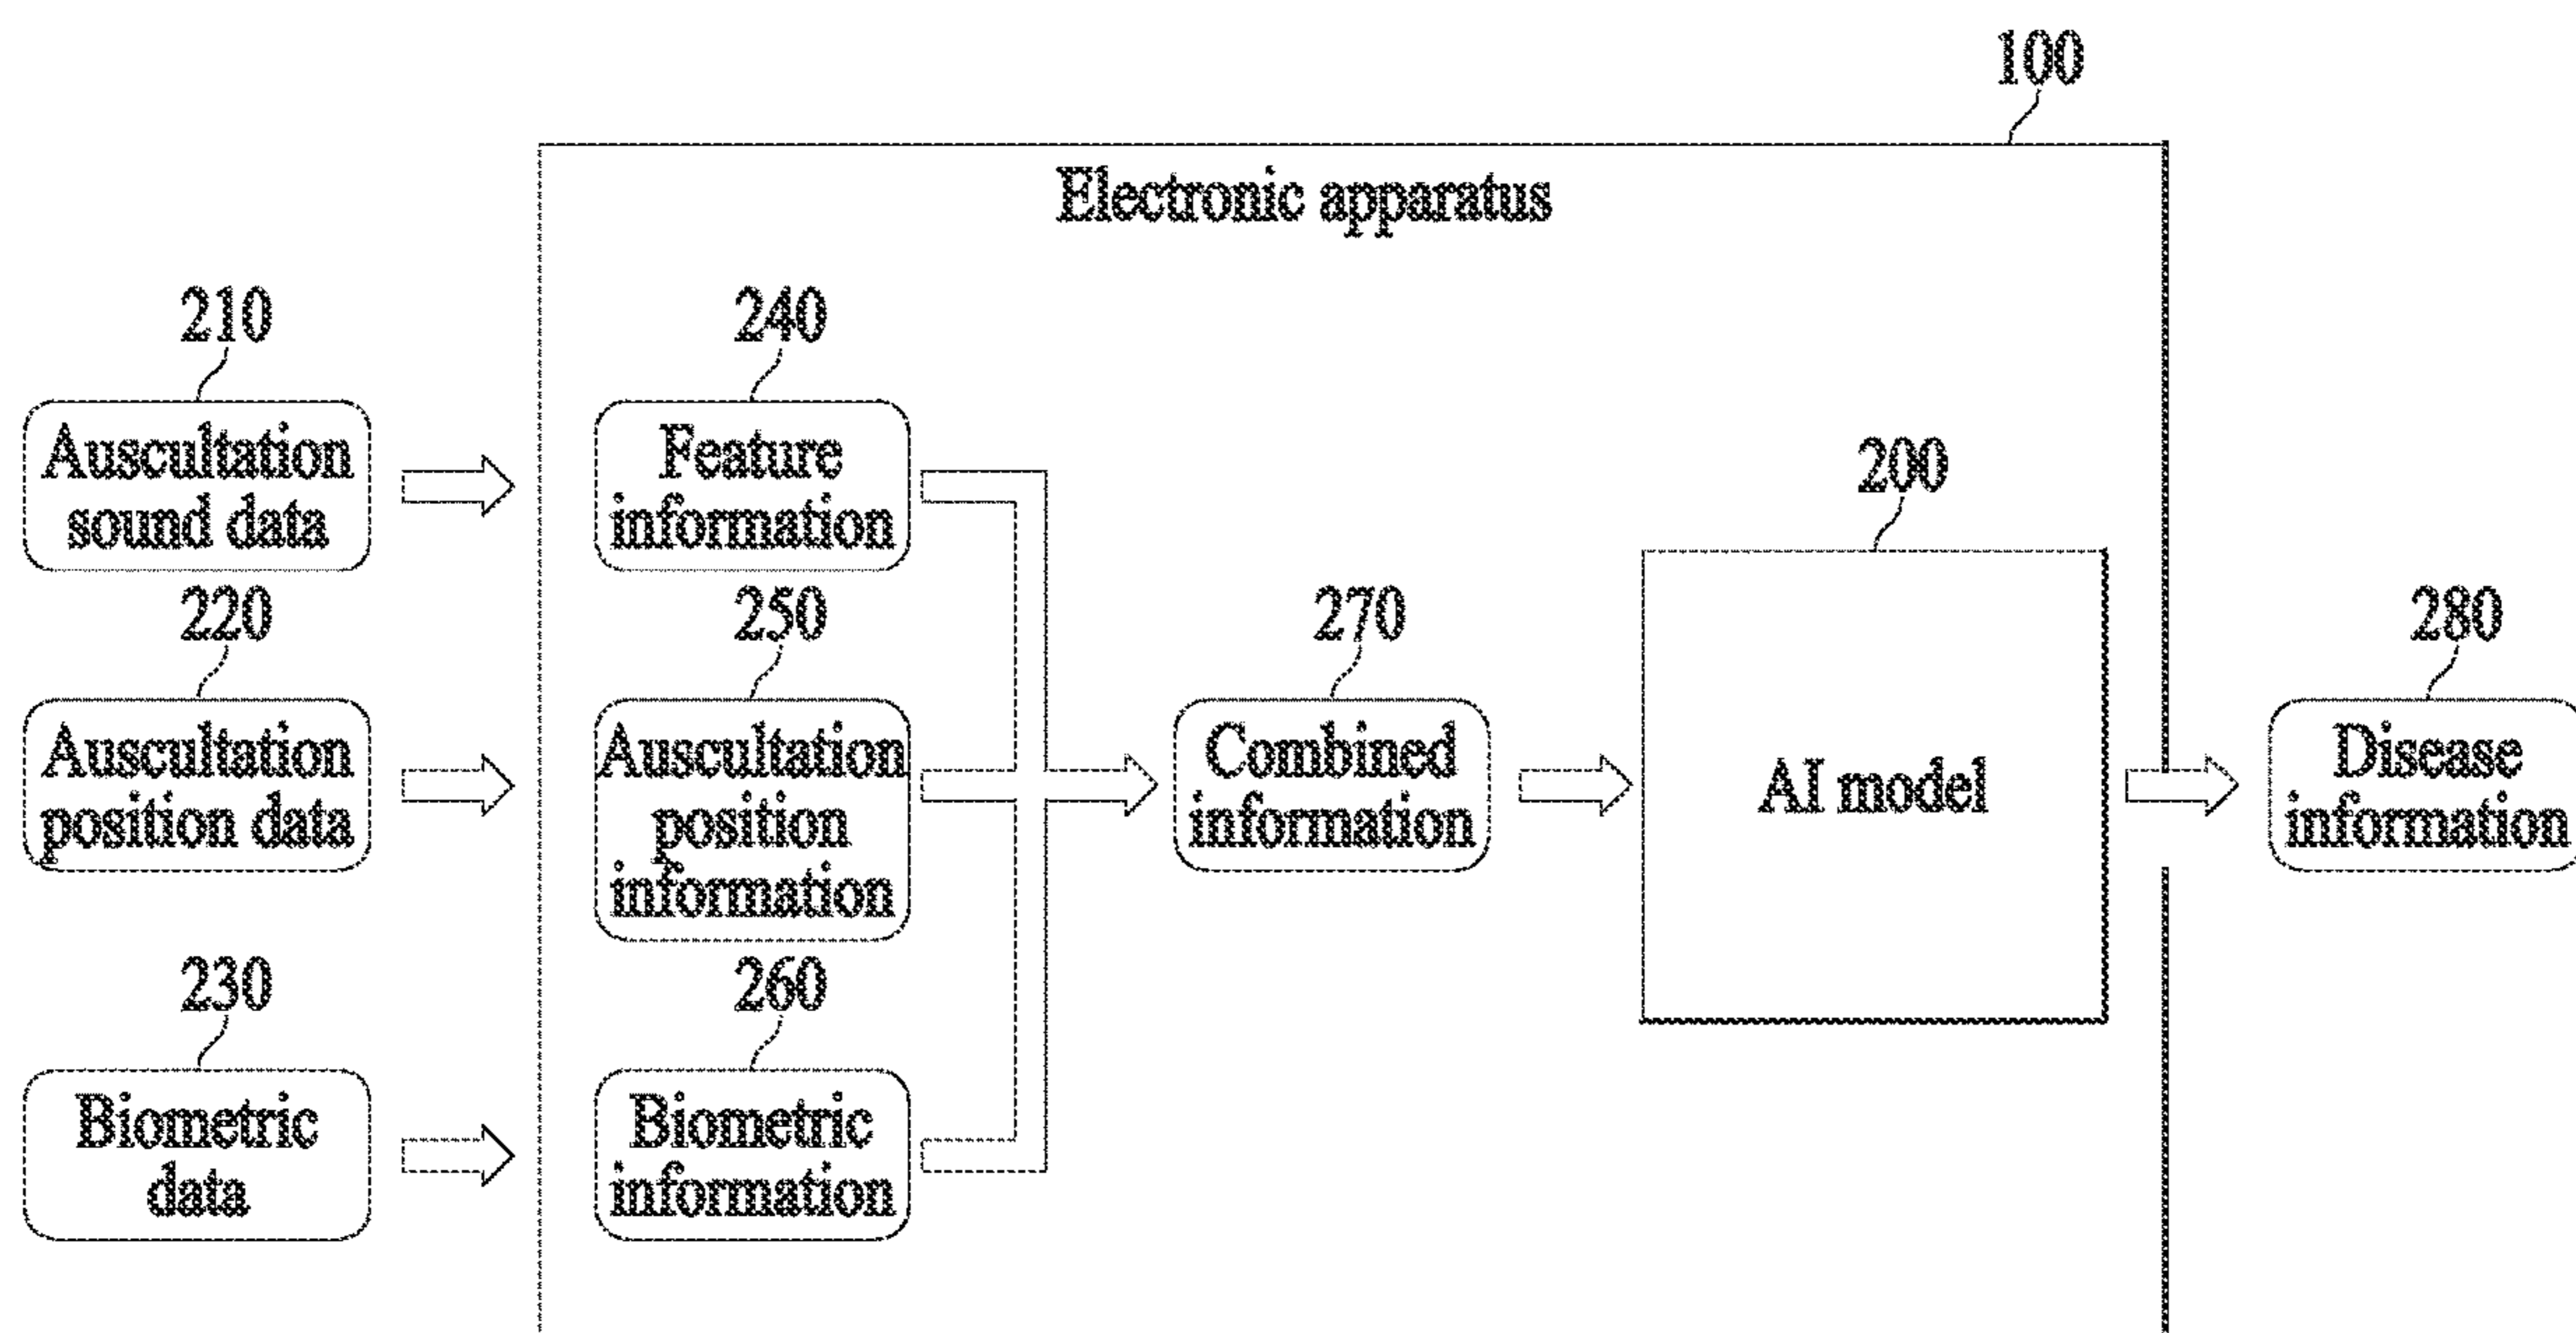 100
Electronic apparatus
210
Auscultation
sound data
220
Auscultation
position data
230
Biometric
data
240
Feature
information
250
Auscultation
position
information
260
Biometric
information
270
Combined
information
200
AI model
280
Disease
information